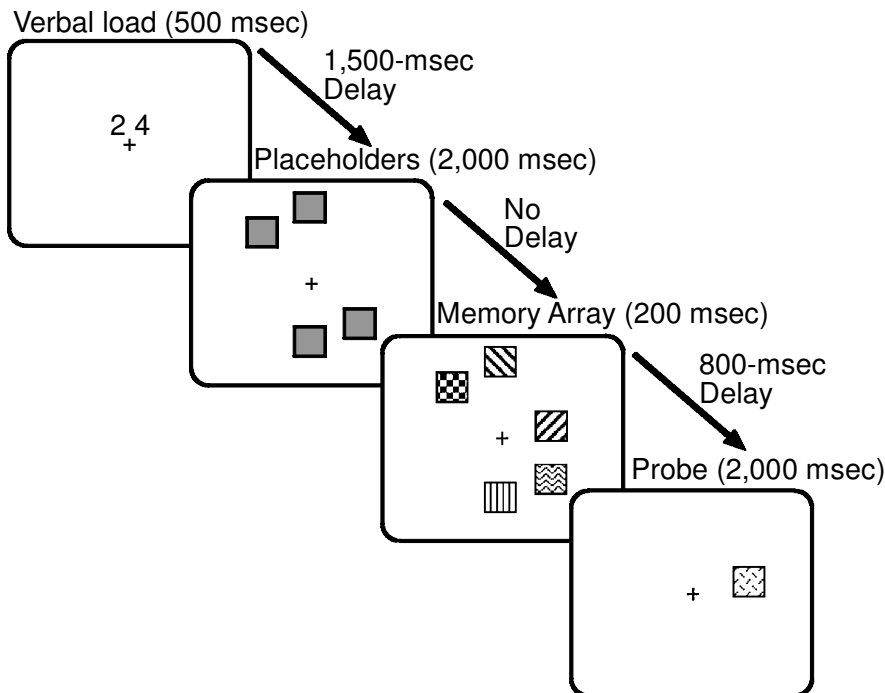 Verbal load (500 msec)
1,500-msec
Delay
2 4
+
Placeholders (2,000 msec)
No
Delay
+
Memory Array (200 msec)
800-msec
Delay
+
Probe (2,000 msec)
+